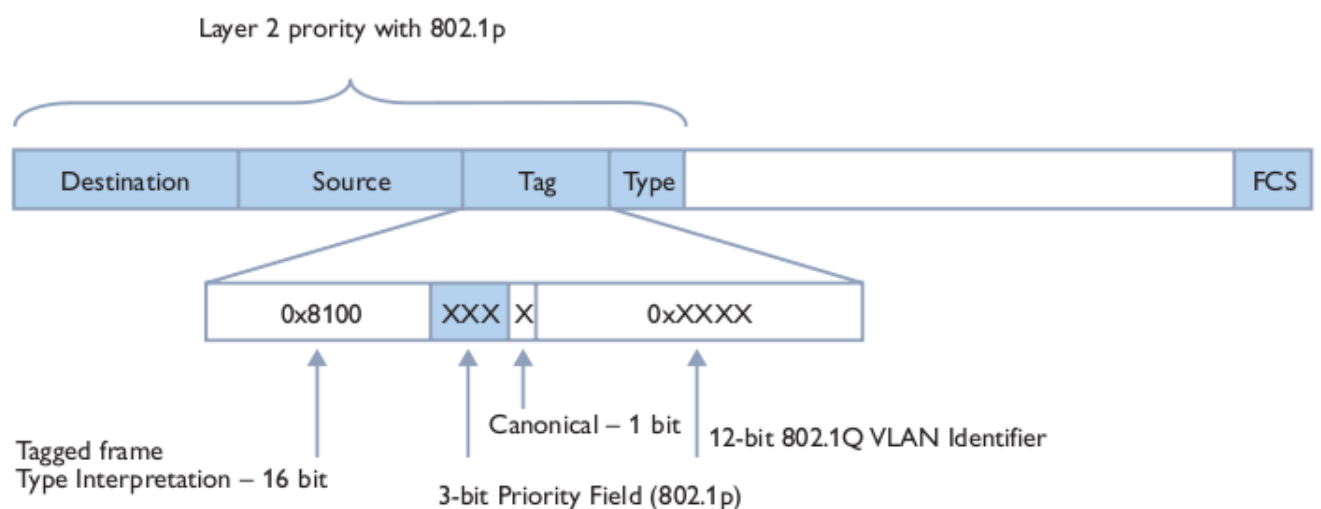 Layer 2 prority with 802.1p
Destination Source Tag Type FCS
0x8100 XXX X 0xXXXX
Canonical – 1 bit
12-bit 802.1Q VLAN Identifier
Tagged frame
Type Interpretation – 16 bit
3-bit Priority Field (802.1p)